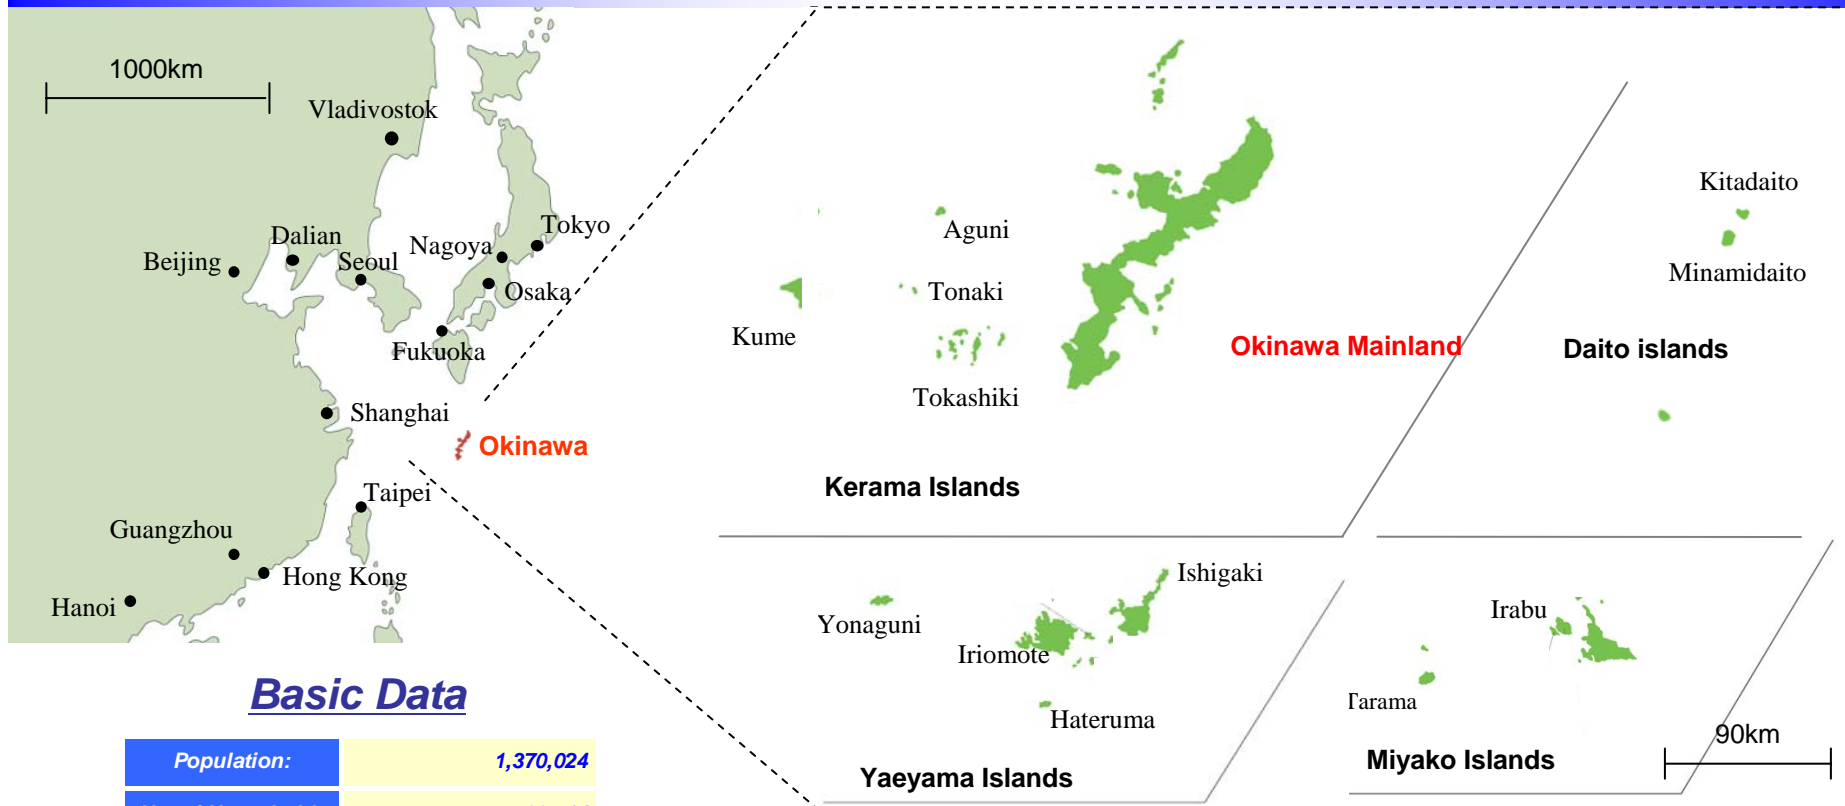 1000km
Vladivostok
Dalian
Beijing
Seoul
Nagoya
Tokyo
Osaka
Fukuoka
Shanghai
Okinawa
Taipei
Guangzhou
Hong Kong
Hanoi
Aguni
Tonaki
Kume
Tokashiki
Okinawa Mainland
Kerama Islands
Kitadaito
Minamidaito
Daito islands
Ishigaki
Yonaguni
Iriomote
Hateruma
Yaeyama Islands
Irabu
Tarama
90km
Miyako Islands
Basic Data
Population: 1,370,024